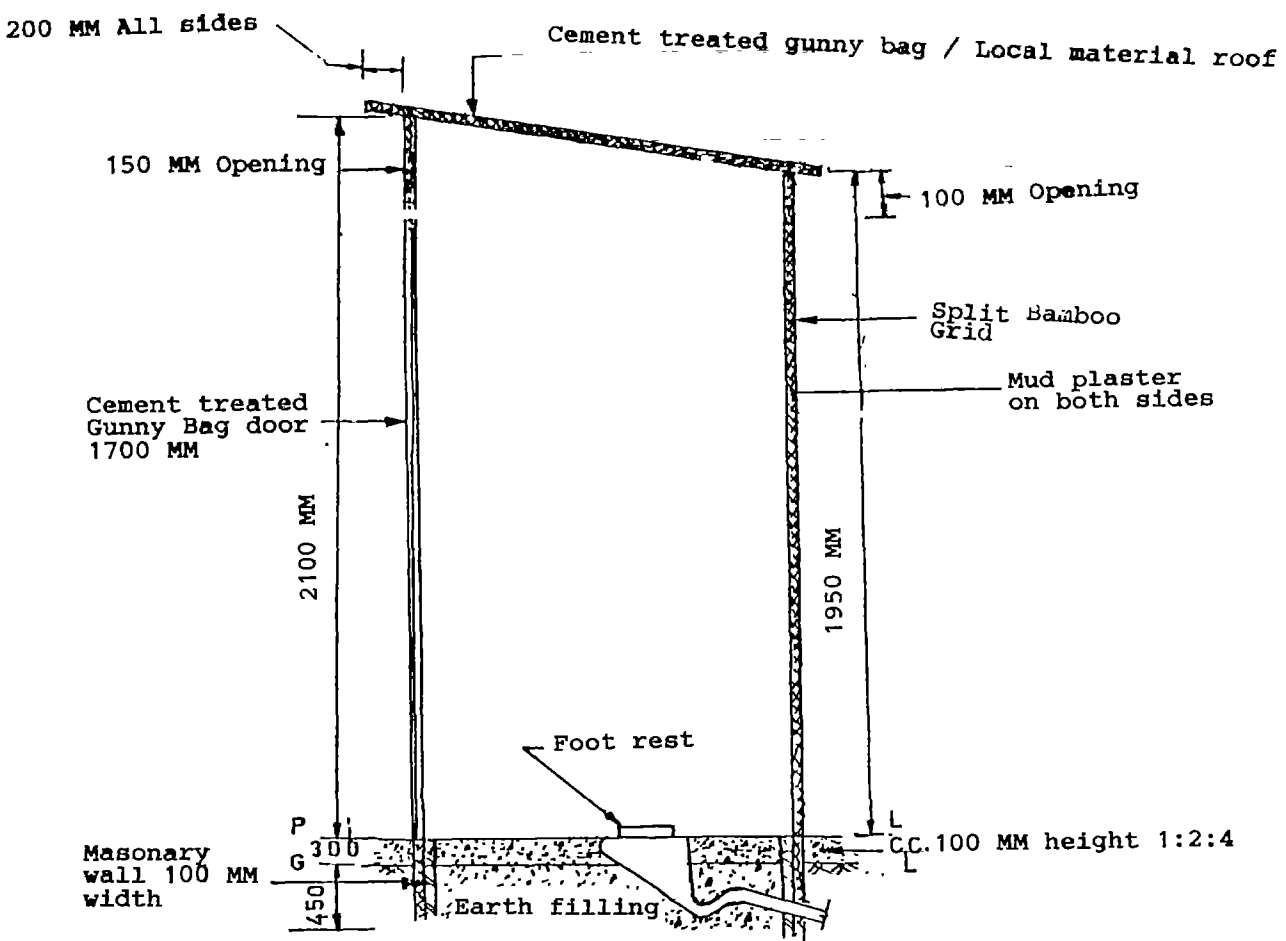 200 MM All sides
Cement treated gunny bag / Local material roof
150 MM Opening
100 MM Opening
Split Bamboo
Grid
Mud plaster
on both sides
Cement treated
Gunny Bag door
1700 MM
2100 MM
1950 MM
Foot rest
P L
300
C.C.100 MM height 1:2:4
G L
Masonary
wall 100 MM
width
450
Earth filling